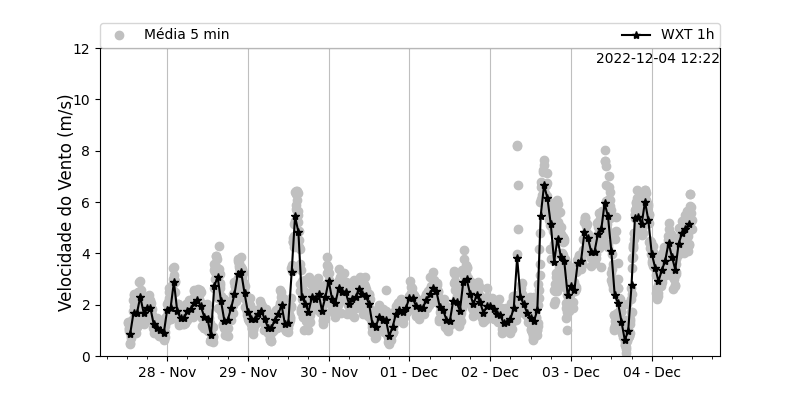 Média 5 min
WXT 1h
2022-12-04 12:22
Velocidade do Vento (m/s)
12
10
8
6
4
2
0
28 - Nov
29 - Nov
30 - Nov
01 - Dec
02 - Dec
03 - Dec
04 - Dec